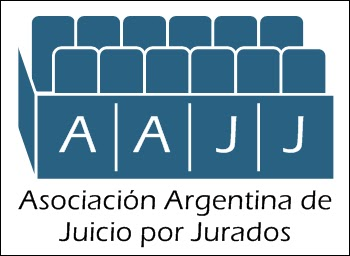 A A J J
Asociación Argentina de
Juicio por Jurados